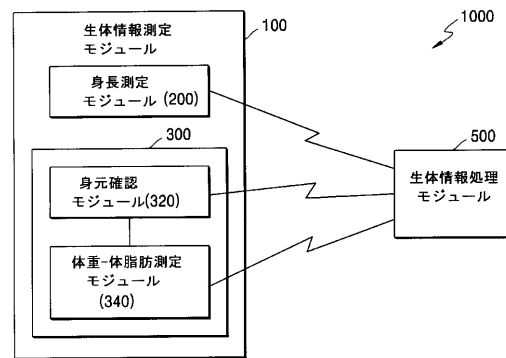 生体情報測定
モジュール
100
1000
身長測定
モジュール(200)
300
身元確認
モジュール(320)
体重-体脂肪測定
モジュール
(340)
500
生体情報処理
モジュール